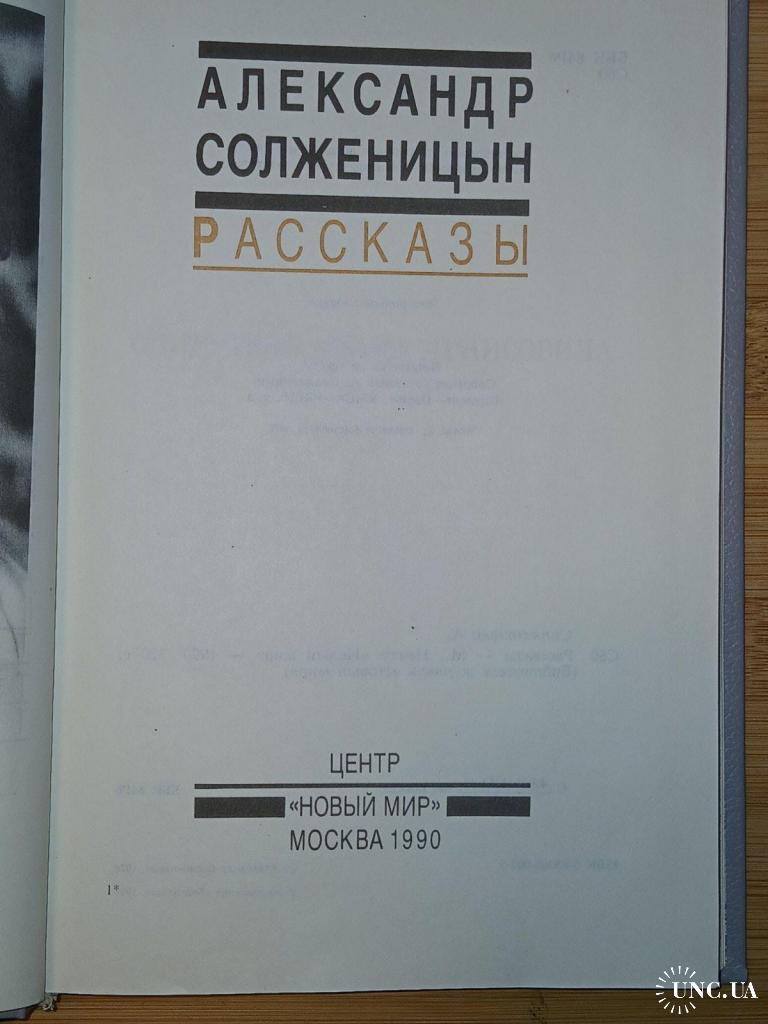 АЛЕКСАНДР
СОЛЖЕНИЦЫН
РАССКАЗЫ
ЦЕНТР
«НОВЫЙ МИР»
МОСКВА 1990
1*
UNC.UA